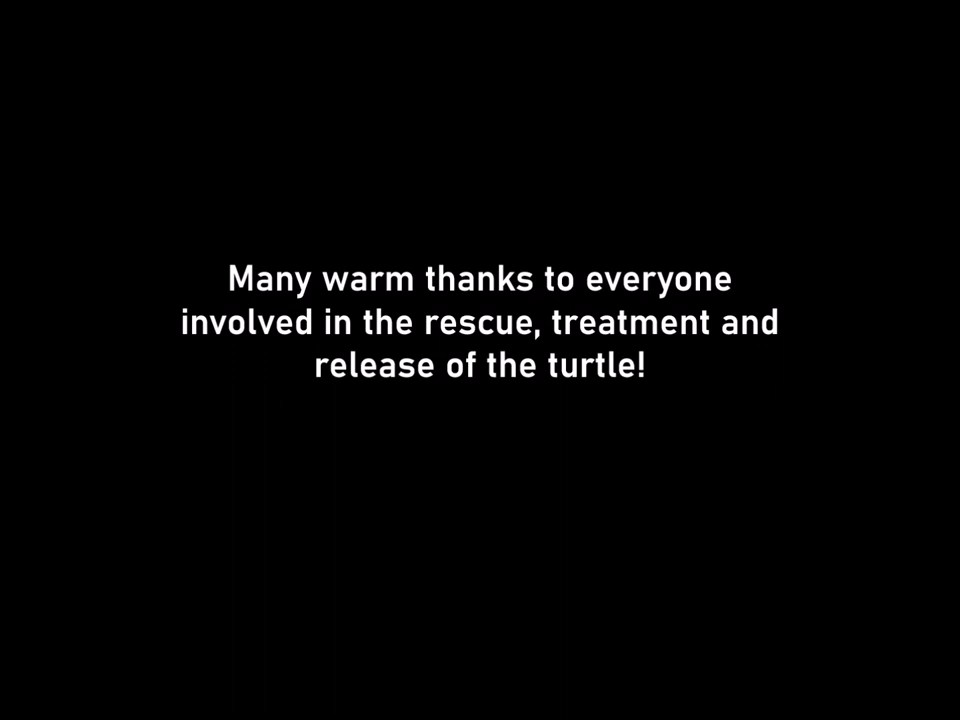 Many warm thanks to everyone
involved in the rescue, treatment and
release of the turtle!